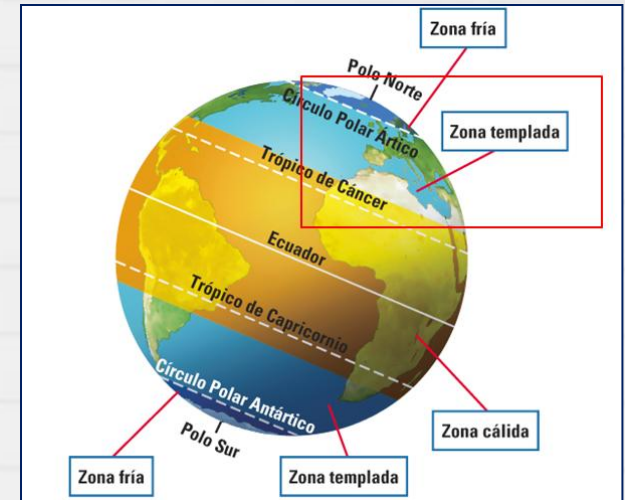 Zona fría
Polo Norte
Círculo Polar Ártico
Zona templada
Trópico de Cáncer
Ecuador
Trópico de Capricornio
Círculo Polar Antártico
Polo Sur
Zona cálida
Zona fría
Zona templada